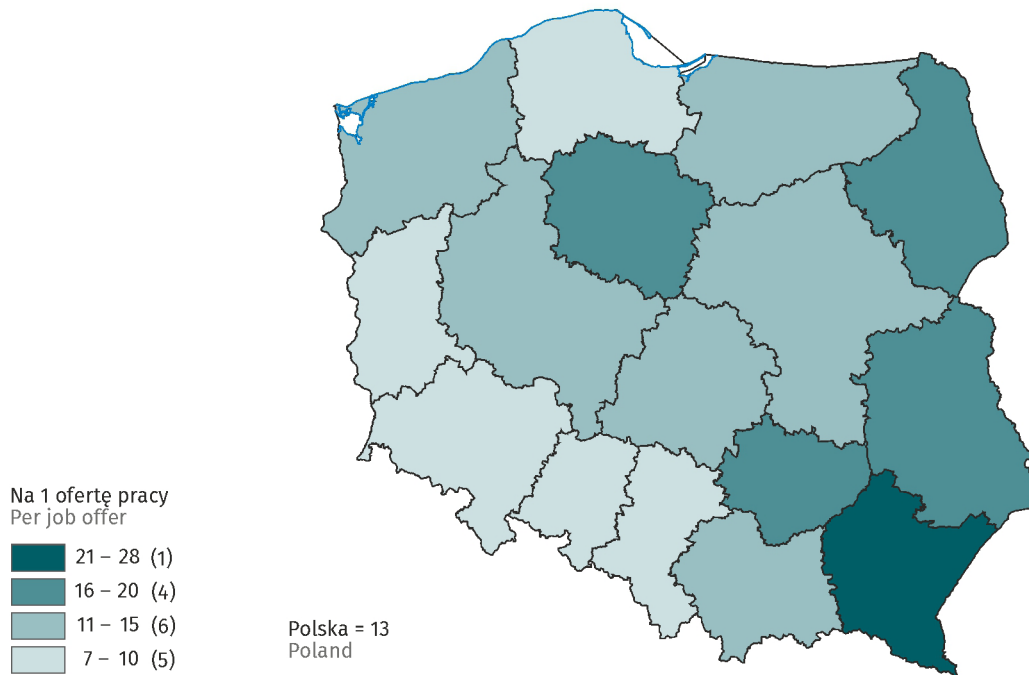 Na 1 ofertę pracy
Per job offer
21 – 28 (1)
16 – 20 (4)
11 – 15 (6)
7 – 10 (5)
Polska = 13
Poland